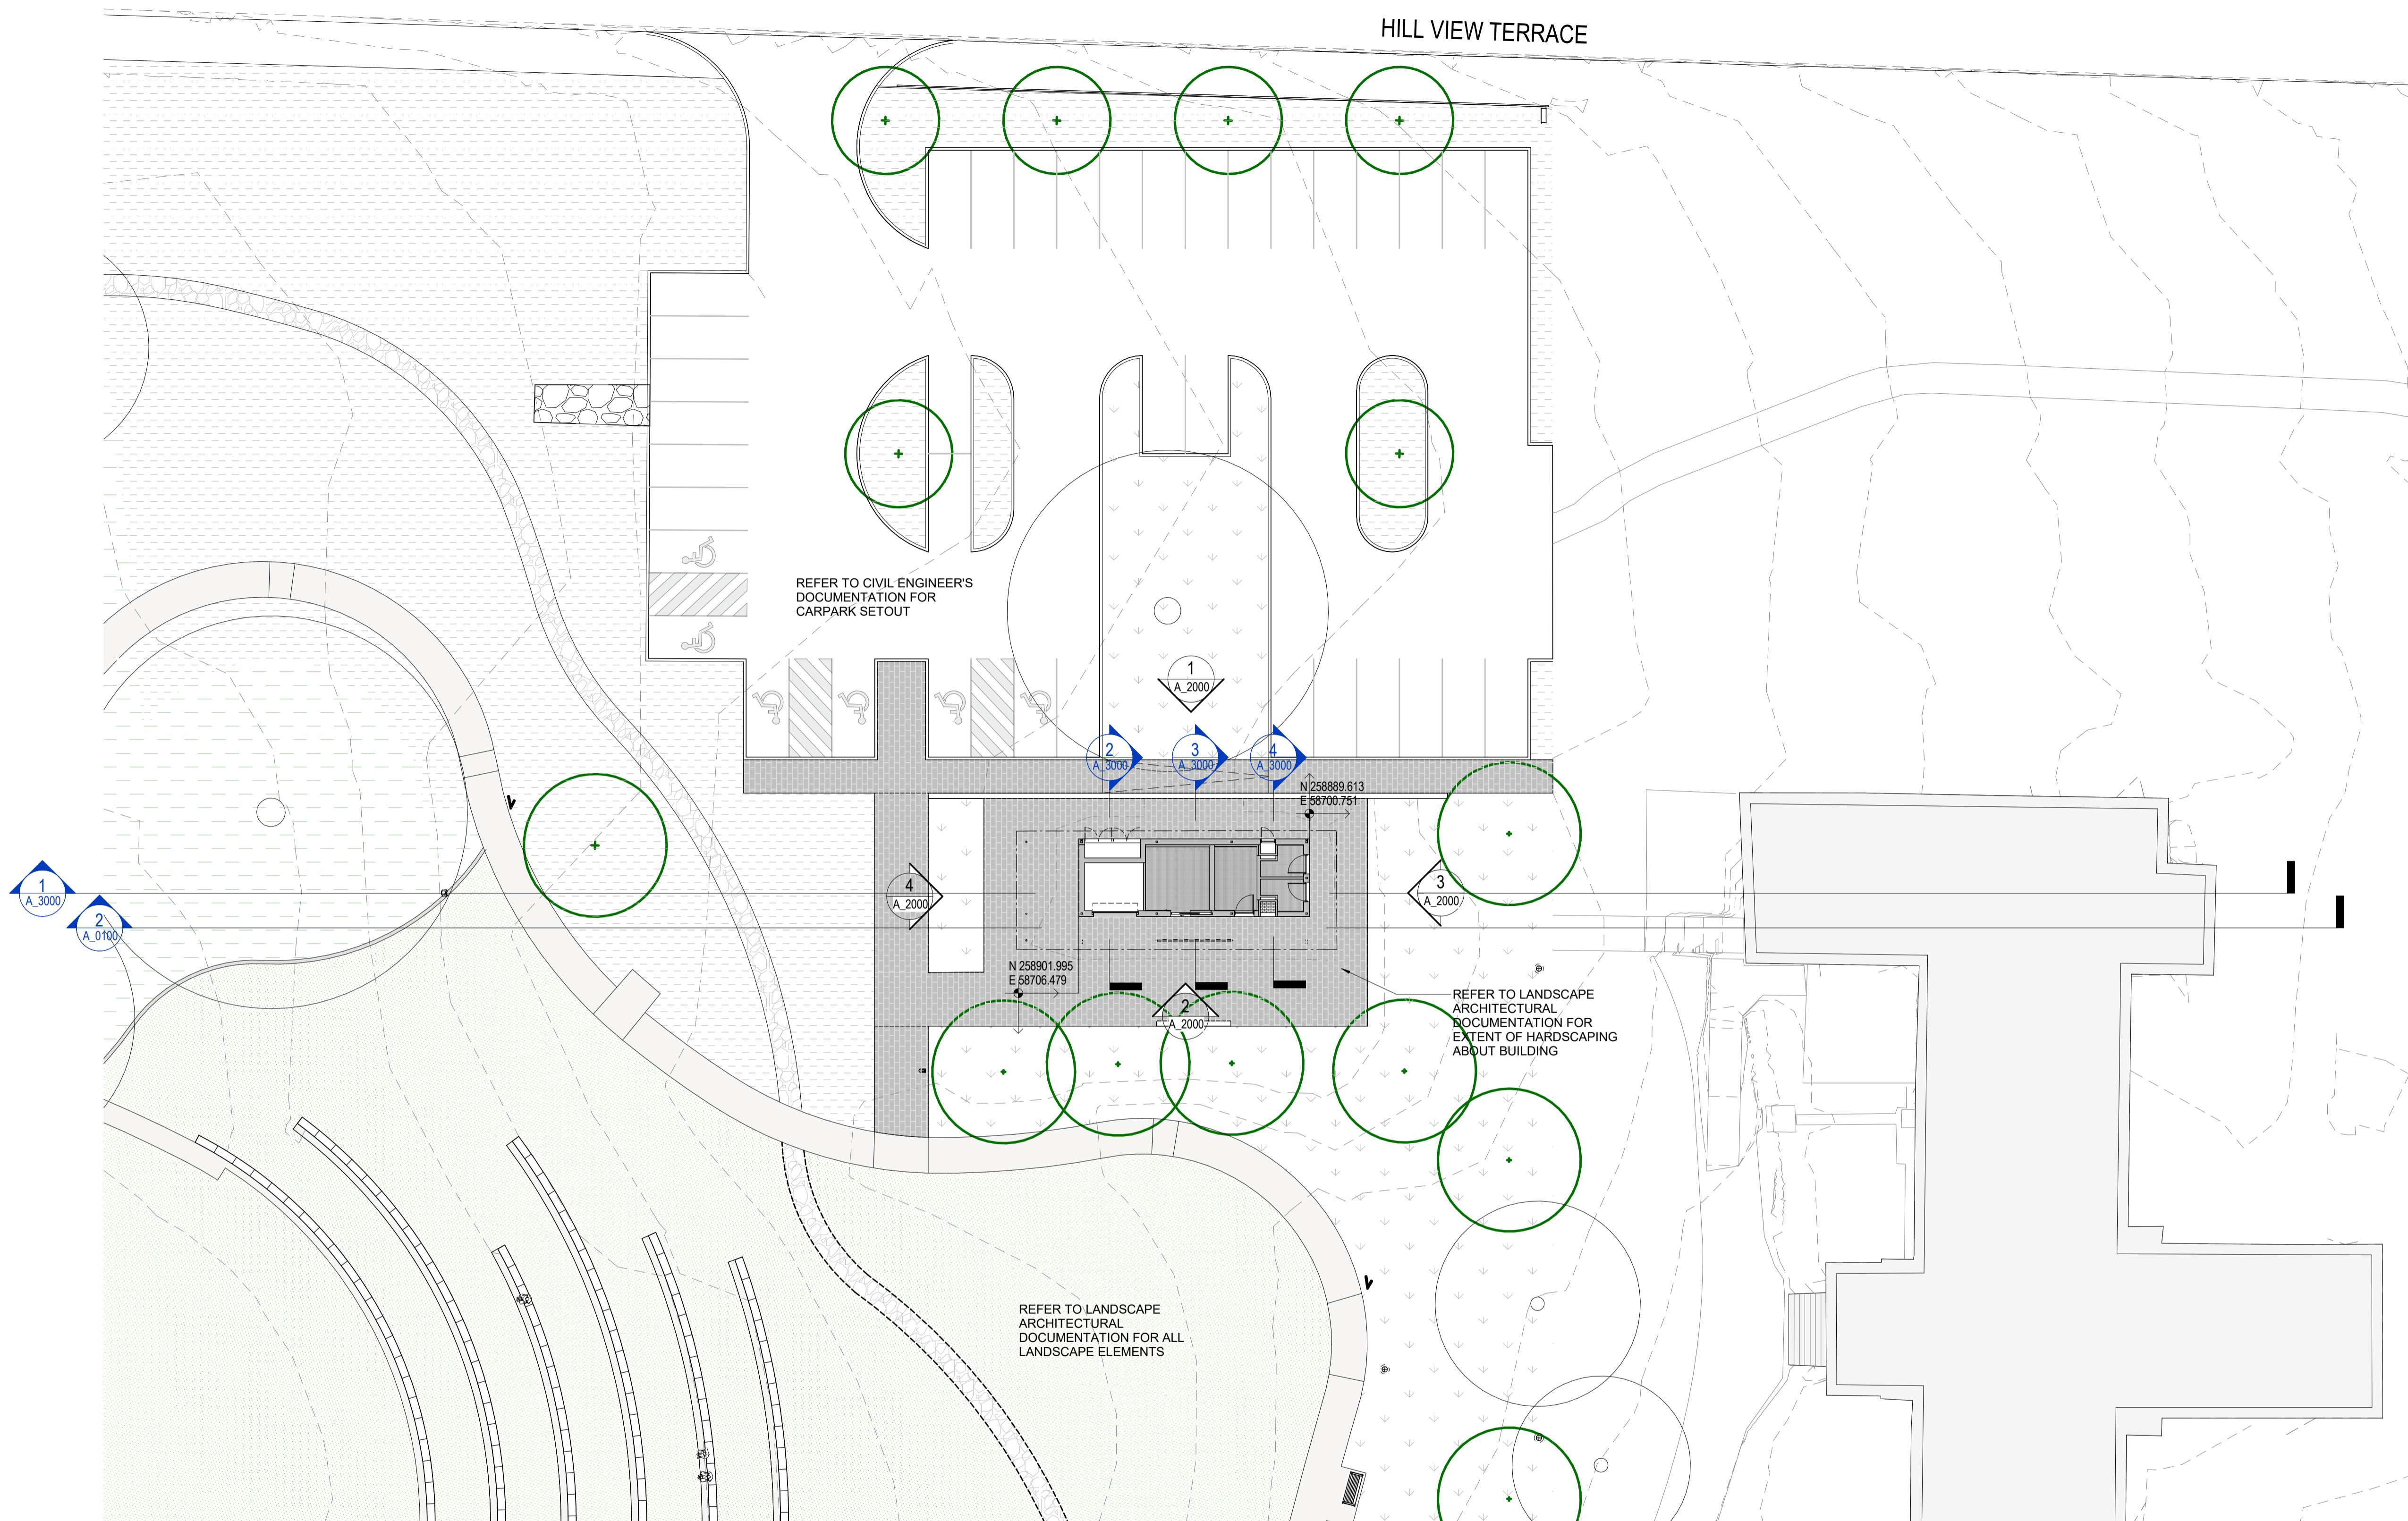 HILL VIEW TERRACE
REFER TO CIVIL ENGINEER'S
DOCUMENTATION FOR
CARPARK SETOUT
1
A_2000
2
A_3000
3
A_3000
4
A_3000
N 258889.613
E 58700.751
1
A_3000
2
A_0100
4
A_2000
3
A_2000
N 258901.995
E 58706.479
2
A_2000
REFER TO LANDSCAPE
ARCHITECTURAL
DOCUMENTATION FOR
EXTENT OF HARDSCAPING
ABOUT BUILDING
REFER TO LANDSCAPE
ARCHITECTURAL
DOCUMENTATION FOR ALL
LANDSCAPE ELEMENTS